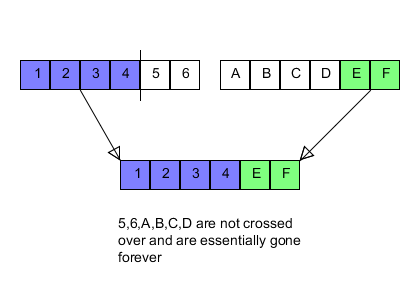 1 2 3 4 5 6 A B C D E F
1 2 3 4 E F
5,6,A,B,C,D are not crossed
over and are essentially gone
forever